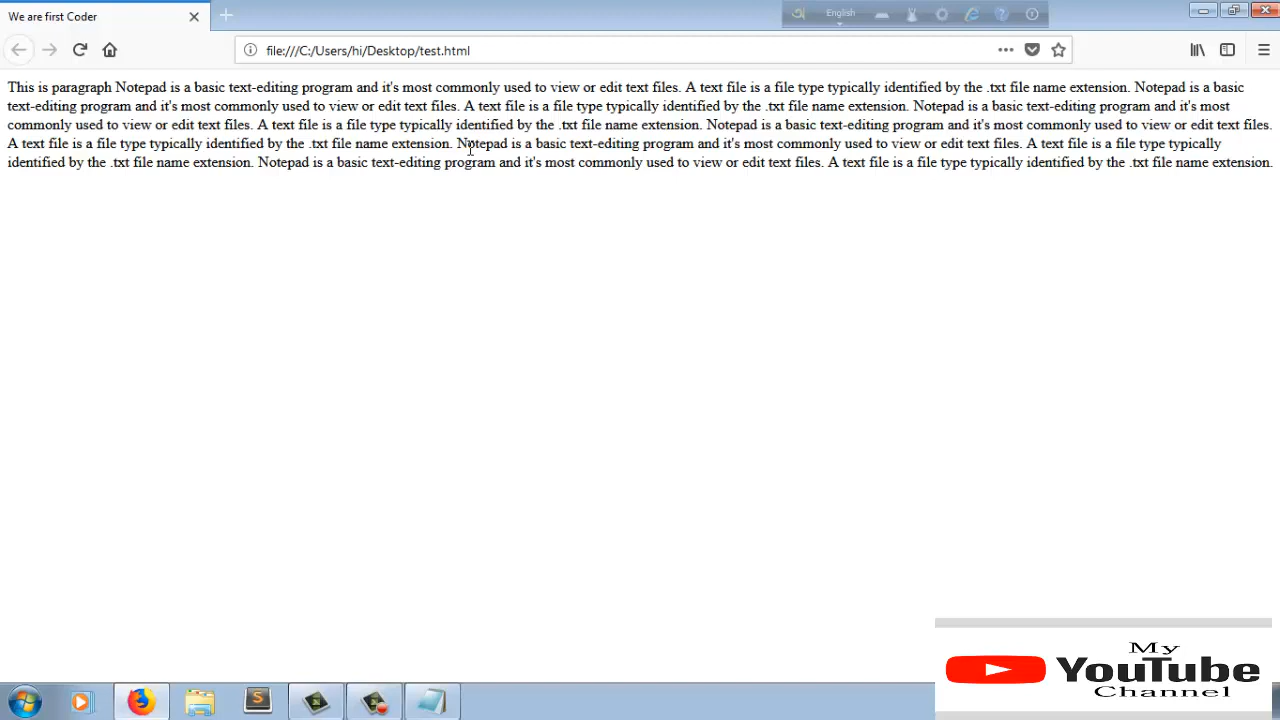 We are first Coder
English
file:///C:/Users/hi/Desktop/test.html
This is paragraph Notepad is a basic text-editing program and it's most commonly used to view or edit text files. A text file is a file type typically identified by the .txt file name extension. Notepad is a basic
text-editing program and it's most commonly used to view or edit text files. A text file is a file type typically identified by the .txt file name extension. Notepad is a basic text-editing program and it's most
commonly used to view or edit text files. A text file is a file type typically identified by the .txt file name extension. Notepad is a basic text-editing program and it's most commonly used to view or edit text files.
A text file is a file type typically identified by the .txt file name extension. Notepad is a basic text-editing program and it's most commonly used to view or edit text files. A text file is a file type typically
identified by the .txt file name extension. Notepad is a basic text-editing program and it's most commonly used to view or edit text files. A text file is a file type typically identified by the .txt file name extension.
My
YouTube
Channel